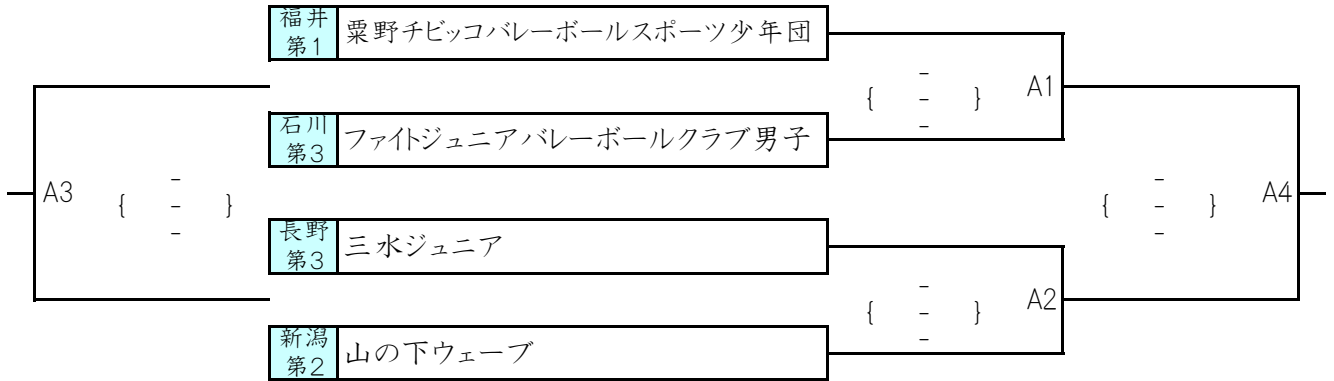 福井
第1
粟野チビッコバレーボールスポーツ少年団
-
{ - }
-
A1
石川
第3
ファイトジュニアバレーボールクラブ男子
A3
-
{ - }
-
-
{ - }
-
A4
長野
第3
三水ジュニア
-
{ - }
-
A2
新潟
第2
山の下ウェーブ